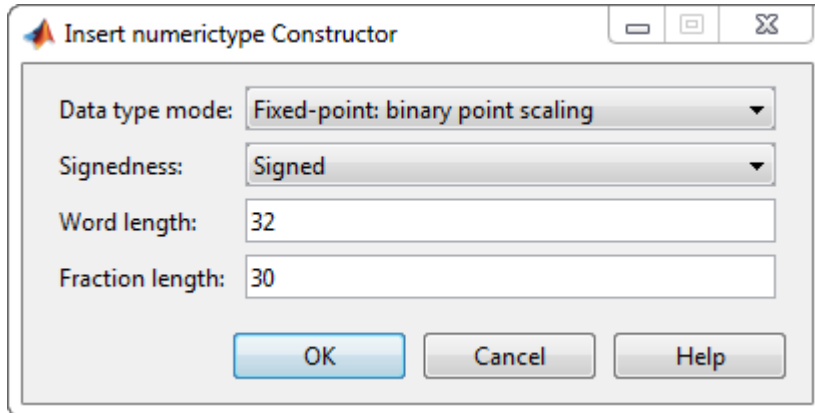 Insert numerictype Constructor
Data type mode: Fixed-point: binary point scaling
Signedness: Signed
Word length: 32
Fraction length: 30
OK Cancel Help